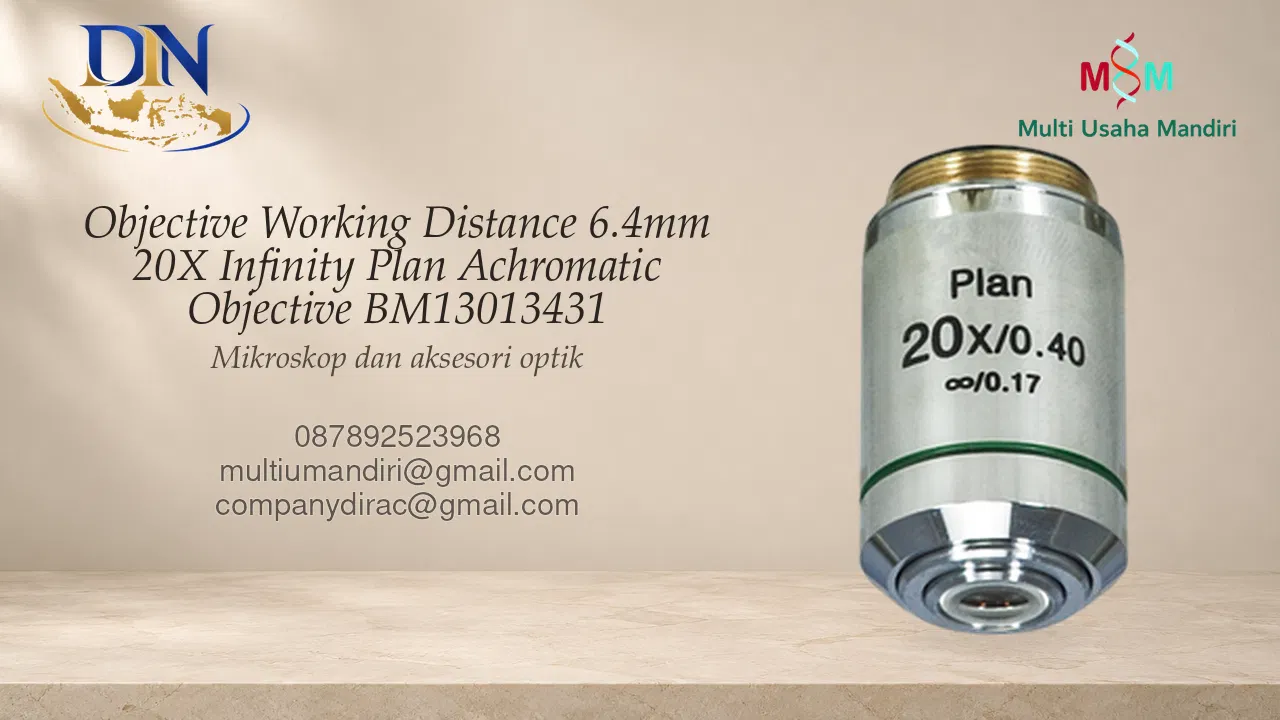 DN
M M
Multi Usaha Mandiri
Objective Working Distance 6.4mm
20X Infinity Plan Achromatic
Objective BM13013431
Mikroskop dan aksesori optik
087892523968
multiumandiri@gmail.com
companydirac@gmail.com
Plan
20X/0.40
∞/0.17